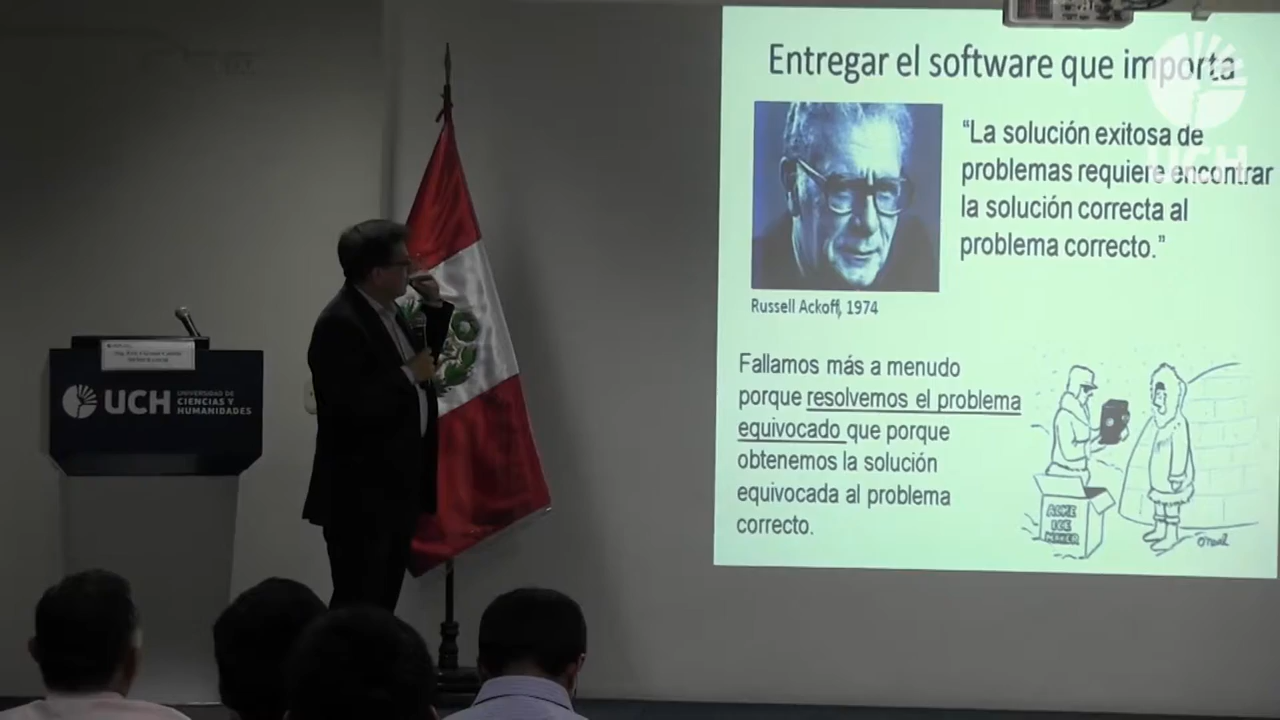 Entregar el software que importa
“La solución exitosa de
problemas requiere encontrar
la solución correcta al
problema correcto.”
UCH
Russell Ackoff, 1974
Fallamos más a menudo
porque resolvemos el problema
equivocado que porque
obtenemos la solución
equivocada al problema
correcto.
ACME
ICE
MAKER
O'neill
UCH
UNIVERSIDAD DE
CIENCIAS Y
HUMANIDADES